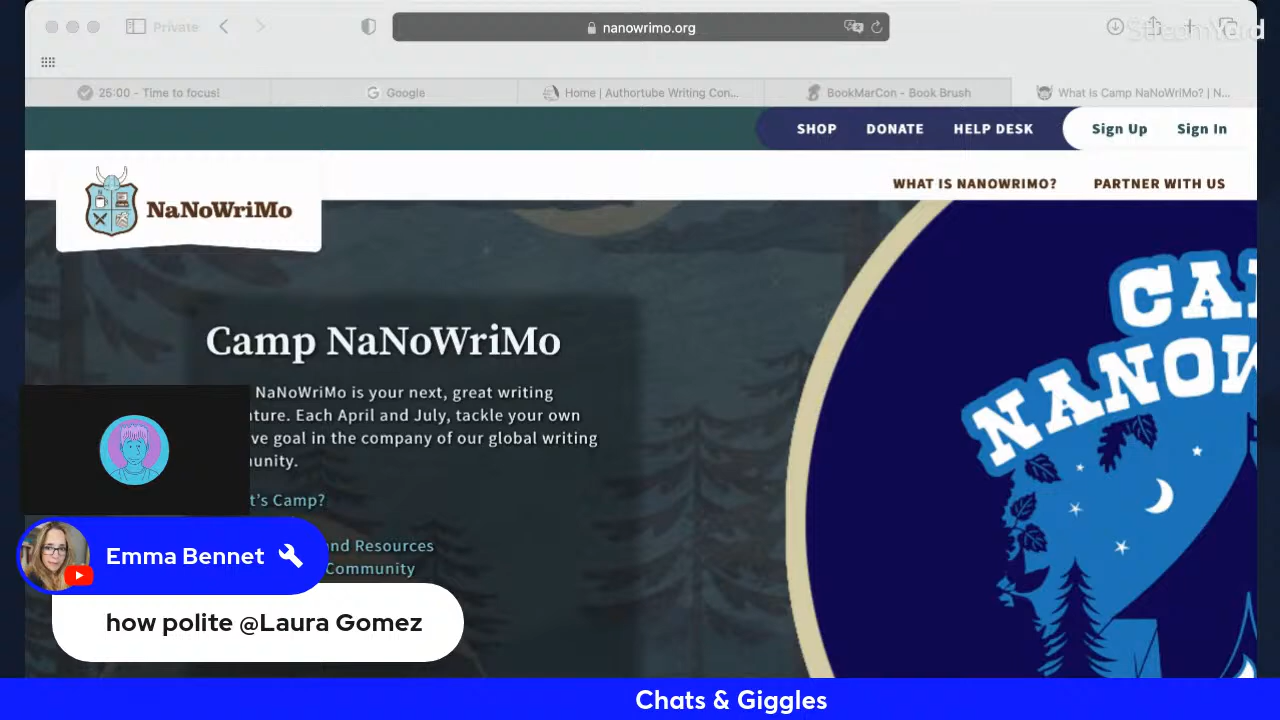 Private
nanowrimo.org
StreamYard
25:00 - Time to focus!
Google
Home | Authortube Writing Con...
BookMarCon - Book Brush
What is Camp NaNoWriMo? | N...
SHOP
DONATE
HELP DESK
Sign Up
Sign In
NaNoWriMo
WHAT IS NANOWRIMO?
PARTNER WITH US
Camp NaNoWriMo
NaNoWriMo is your next, great writing
ture. Each April and July, tackle your own
ve goal in the company of our global writing
unity.
t's Camp?
nd Resources
Community
CA
NANOW
Emma Bennet
how polite @Laura Gomez
Chats & Giggles